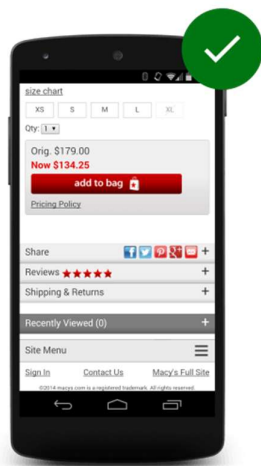 size chart
XS S M L XL
Qty: 1
Orig. $179.00
Now $134.25
add to bag
Pricing Policy
Share +
Reviews +
Shipping & Returns +
Recently Viewed (0) +
Site Menu
Sign In Contact Us Macy's Full Site
©2014 macys.com is a registered trademark. All rights reserved.